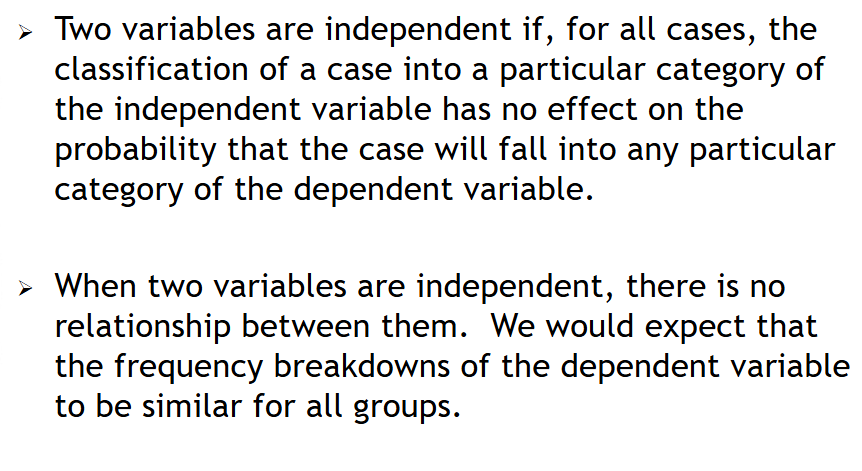 ➢ Two variables are independent if, for all cases, the
classification of a case into a particular category of
the independent variable has no effect on the
probability that the case will fall into any particular
category of the dependent variable.
➢ When two variables are independent, there is no
relationship between them.  We would expect that
the frequency breakdowns of the dependent variable
to be similar for all groups.